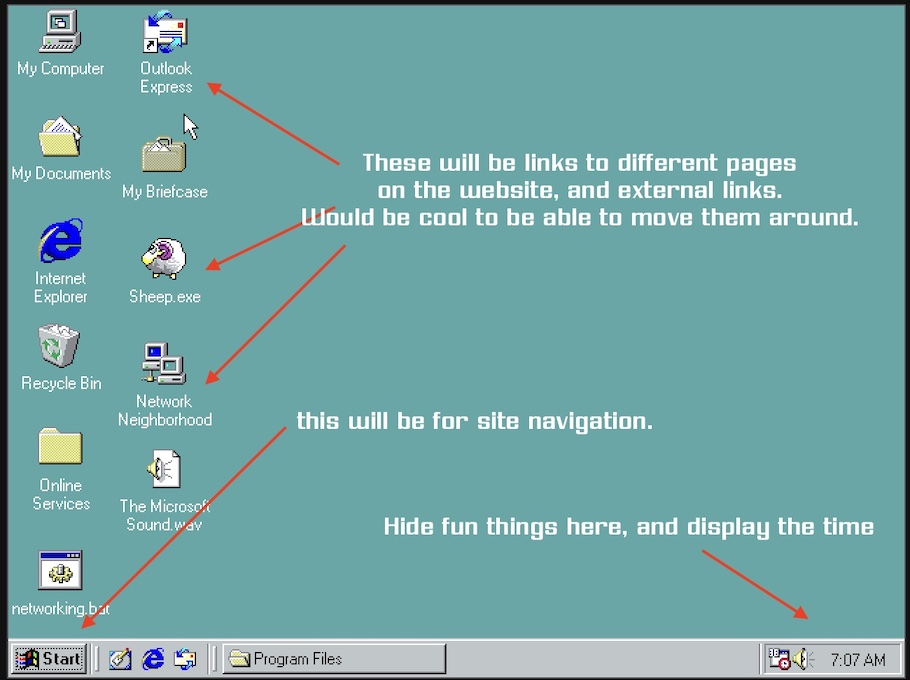 My Computer
Outlook
Express
My Documents
My Briefcase
These will be links to different pages
on the website, and external links.
Would be cool to be able to move them around.
Internet
Explorer
Sheep.exe
Recycle Bin
Network
Neighborhood
this will be for site navigation.
Online
Services
The Microsoft
Sound.wav
Hide fun things here, and display the time
networking.bat
Start
Program Files
7:07 AM